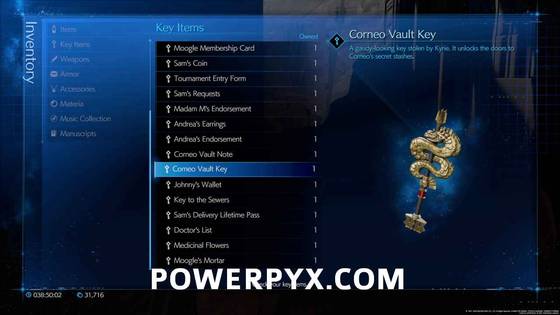 Inventory
Items
Key Items
Weapons
Armor
Accessories
Materia
Music Collection
Manuscripts
Key Items
Owned
Moogle Membership Card 1
Sam's Coin 1
Tournament Entry Form 1
Sam's Requests 1
Madam M's Endorsement 1
Andrea's Earrings 1
Andrea's Endorsement 1
Corneo Vault Note 1
Corneo Vault Key 1
Johnny's Wallet 1
Key to the Sewers 1
Sam's Delivery Lifetime Pass 1
Doctor's List 1
Medicinal Flowers 1
Moogle's Mortar 1
Corneo Vault Key
A gaudy-looking key stolen by Kyrie. It unlocks the doors to
Corneo's secret stashes.
your key items
POWERPYX.COM
038:50:02 31,716